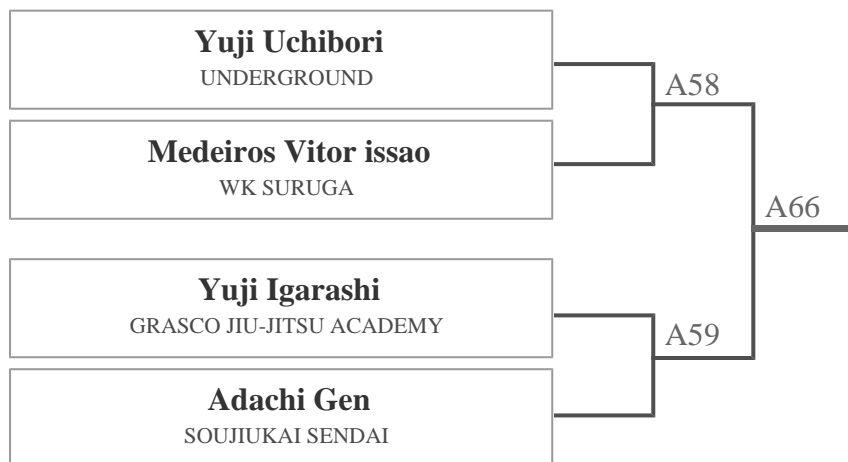 Yuji Uchibori
UNDERGROUND
A58
Medeiros Vitor issao
WK SURUGA
A66
Yuji Igarashi
GRASCO JIU-JITSU ACADEMY
A59
Adachi Gen
SOUJIUKAI SENDAI